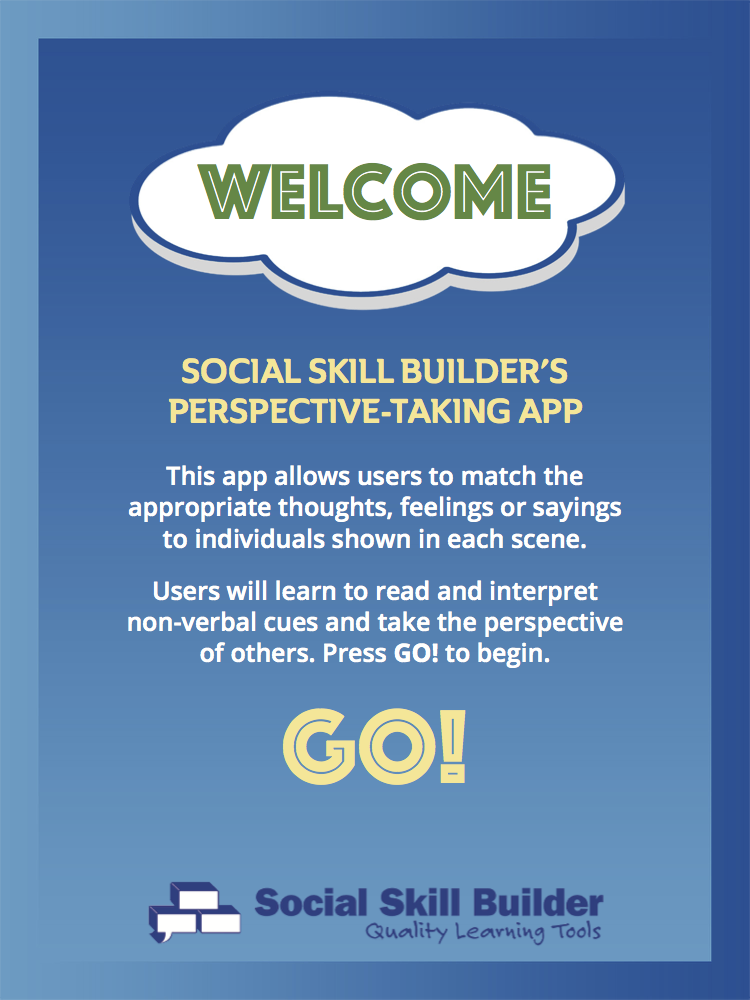 WELCOME
SOCIAL SKILL BUILDER’S
PERSPECTIVE-TAKING APP
This app allows users to match the
appropriate thoughts, feelings or sayings
to individuals shown in each scene.
Users will learn to read and interpret
non-verbal cues and take the perspective
of others. Press GO! to begin.
GO!
Social Skill Builder
Quality Learning Tools